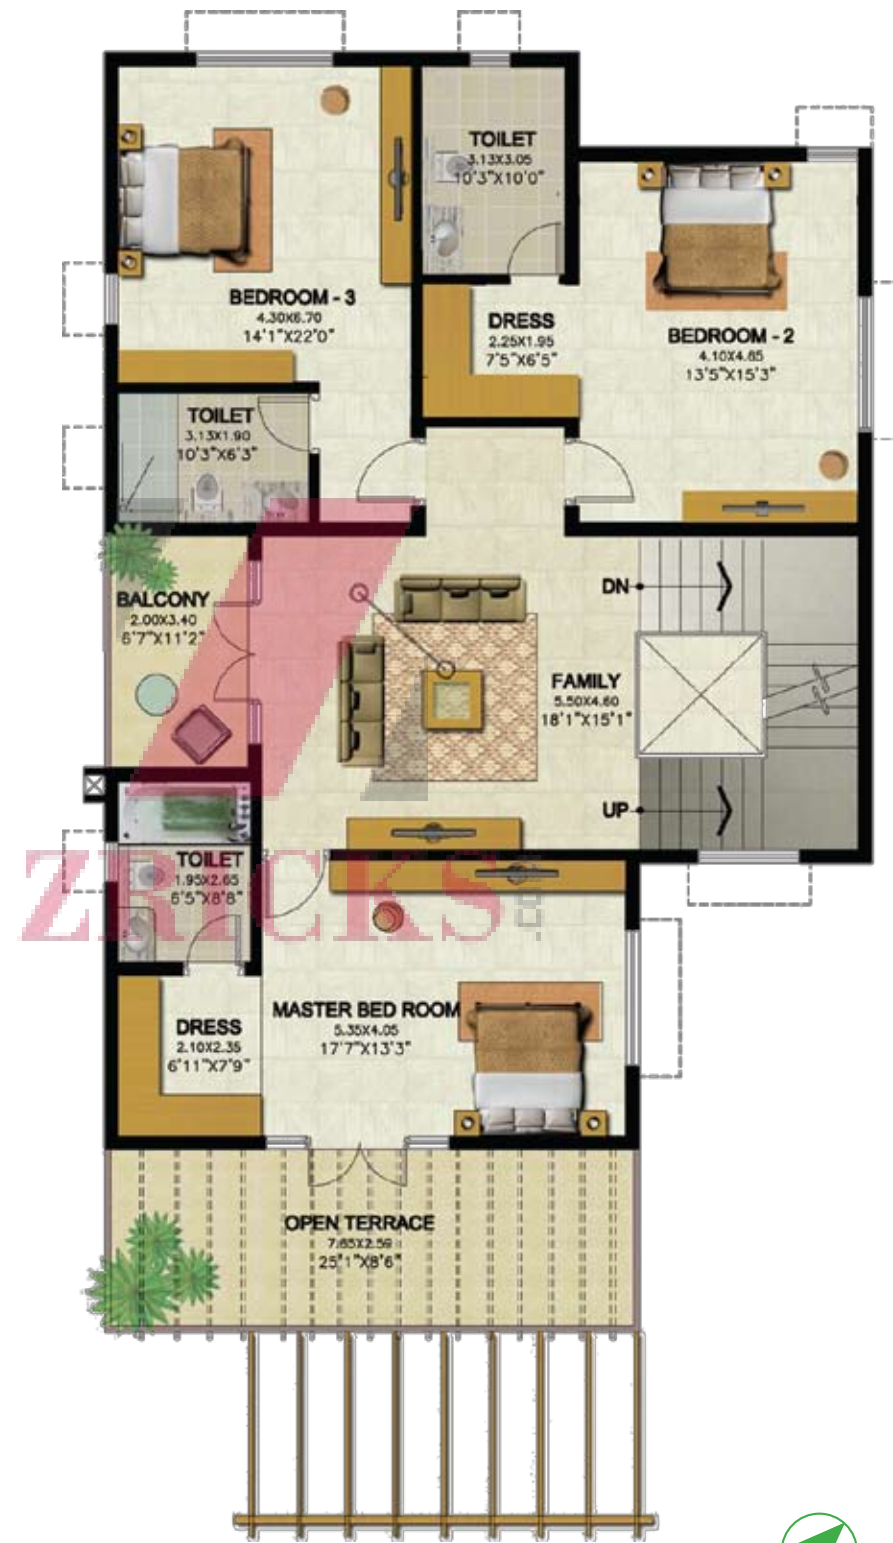 TOILET
3.13X3.05
10'3"X10'0"
BEDROOM - 3
4.30X6.70
14'1"X22'0"
DRESS
2.25X1.95
7'5"X6'5"
BEDROOM - 2
4.10X4.65
13'5"X15'3"
TOILET
3.13X1.90
10'3"X6'3"
BALCONY
2.00X3.40
6'7"X11'2"
DN
FAMILY
5.50X4.60
18'1"X15'1"
UP
TOILET
1.95X2.65
6'5"X8'8"
ZRICKS
MASTER BED ROOM
5.35X4.05
17'7"X13'3"
DRESS
2.10X2.35
6'11"X7'9"
OPEN TERRACE
7.65X2.59
25'1"X8'6"